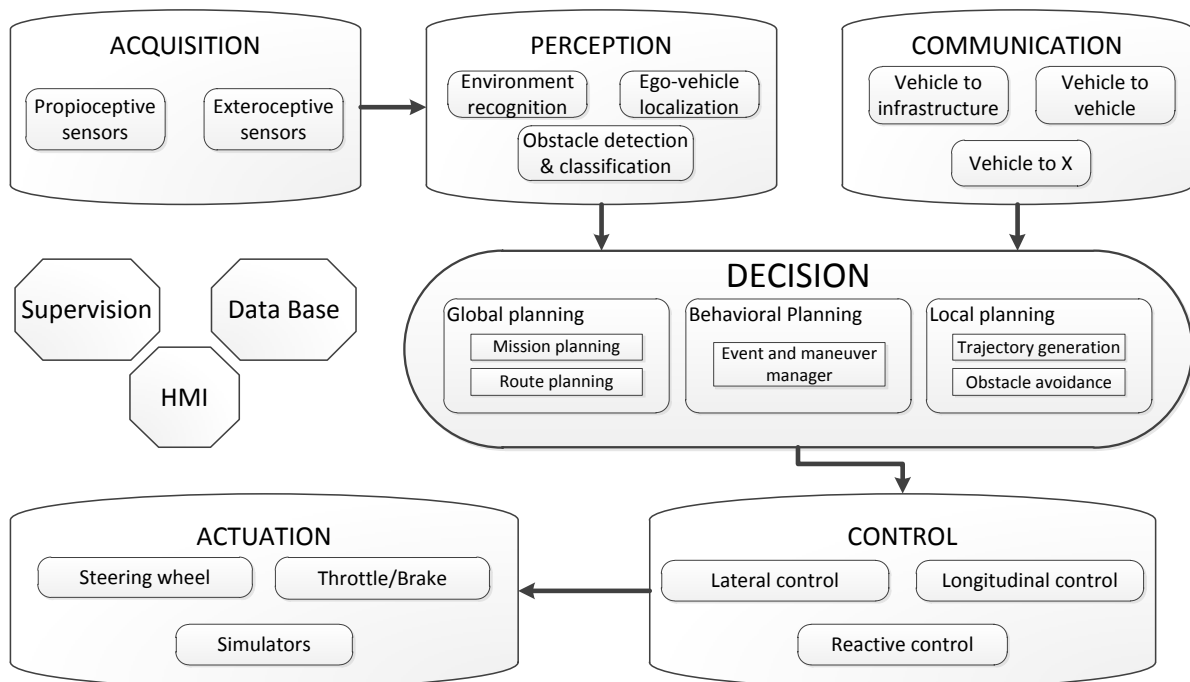 ACQUISITION
Propioceptive
sensors
Exteroceptive
sensors
PERCEPTION
Environment
recognition
Ego-vehicle
localization
Obstacle detection
& classification
COMMUNICATION
Vehicle to
infrastructure
Vehicle to
vehicle
Vehicle to X
Supervision
Data Base
HMI
DECISION
Global planning
Mission planning
Route planning
Behavioral Planning
Event and maneuver
manager
Local planning
Trajectory generation
Obstacle avoidance
ACTUATION
Steering wheel
Throttle/Brake
Simulators
CONTROL
Lateral control
Longitudinal control
Reactive control